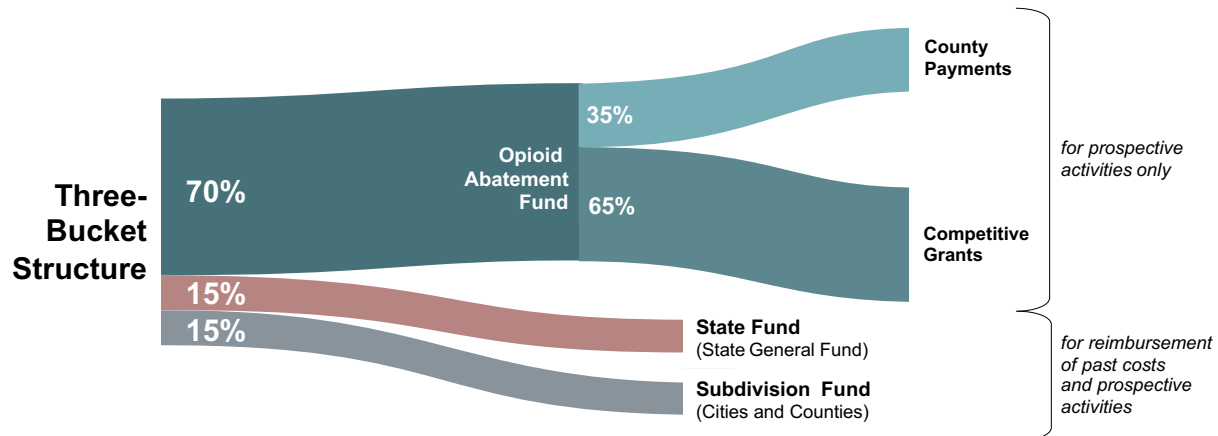 Three-
Bucket
Structure
70%
15%
15%
Opioid
Abatement
Fund
35%
65%
County
Payments
Competitive
Grants
State Fund
(State General Fund)
Subdivision Fund
(Cities and Counties)
for prospective
activities only
for reimbursement
of past costs
and prospective
activities